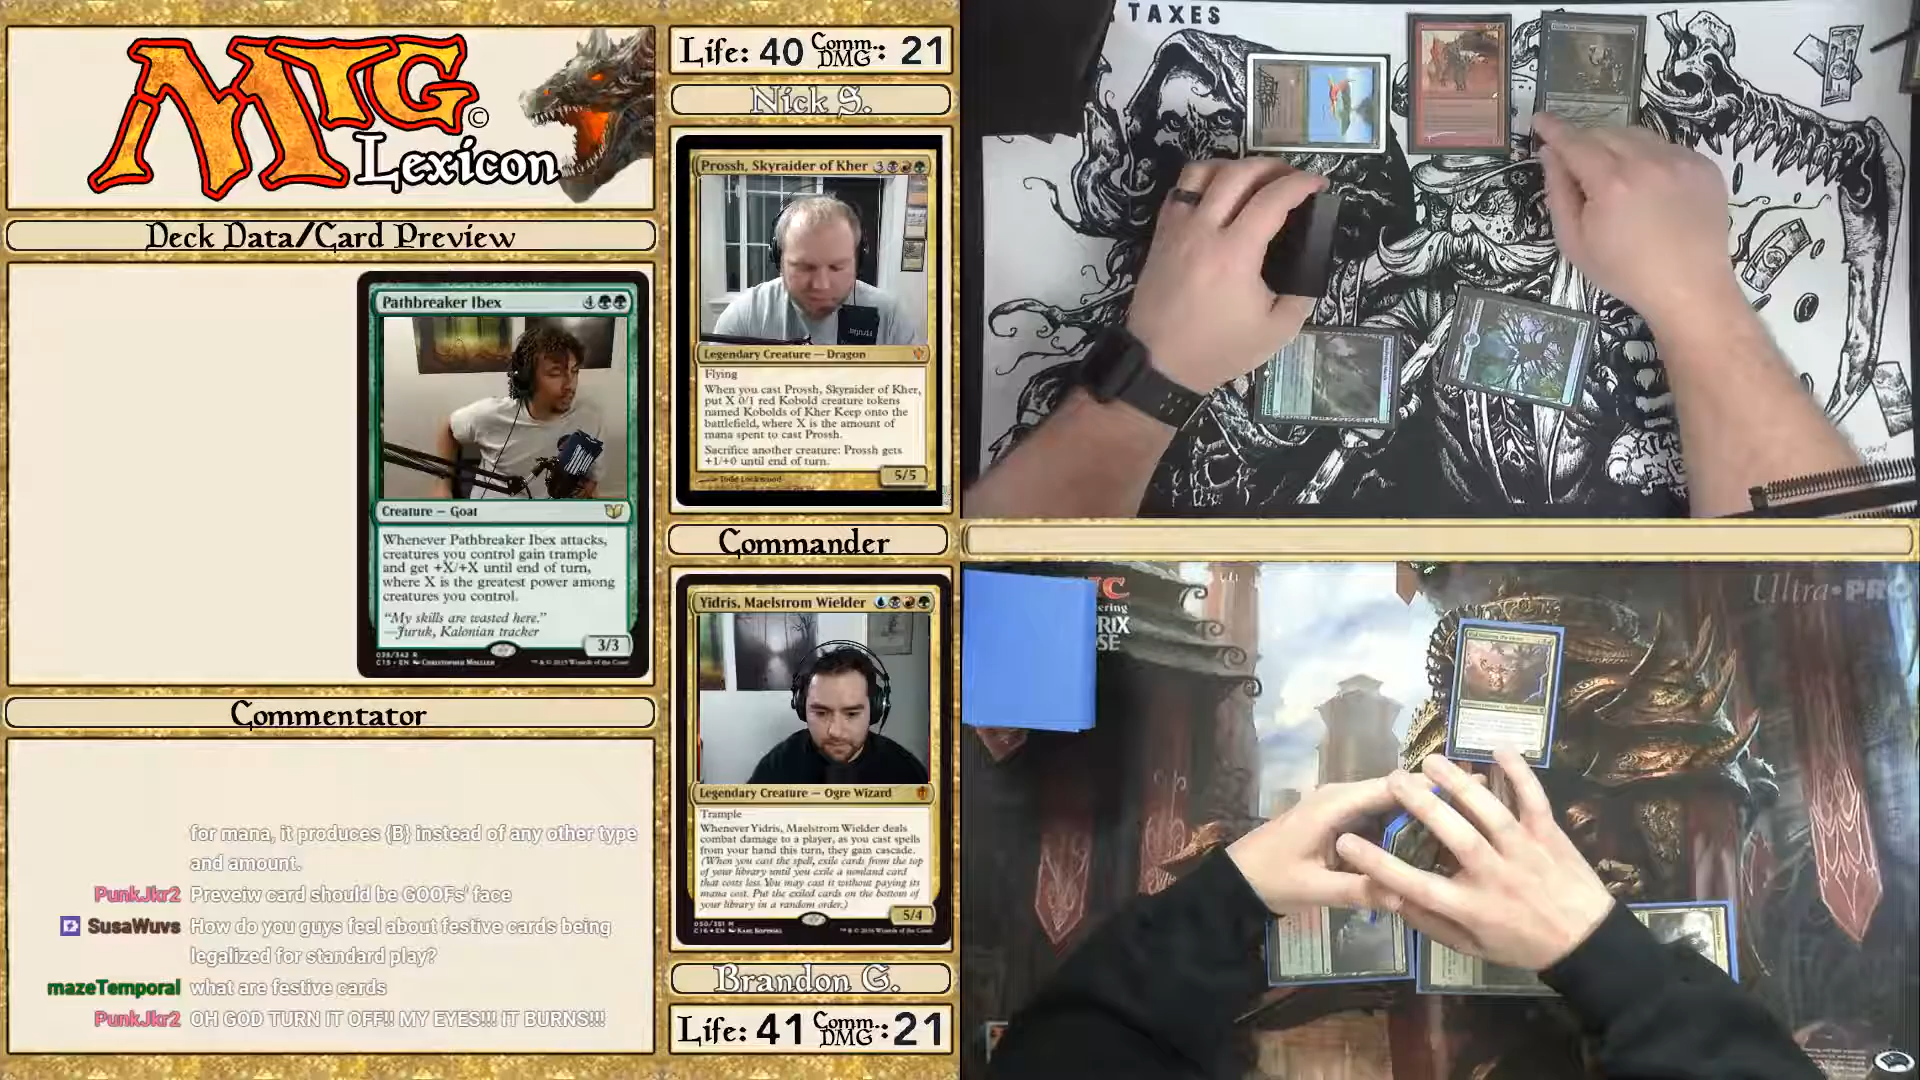 MTG ©
Lexicon
Deck Data/Card Preview
Pathbreaker Ibex 4
Creature — Goat
Whenever Pathbreaker Ibex attacks,
creatures you control gain trample
and get +X/+X until end of turn,
where X is the greatest power among
creatures you control.
“My skills are wasted here.”
—Juruk, Kalonian tracker
3/3
Commentator
for mana, it produces {B} instead of any other type
and amount.
PunkJkr2 Preveiw card should be GOOFs' face
SusaWuvs How do you guys feel about festive cards being
legalized for standard play?
mazeTemporal what are festive cards
PunkJkr2 OH GOD TURN IT OFF!! MY EYES!!! IT BURNS!!!
Life: 40 Comm. DMG: 21
Nick S.
Prossh, Skyraider of Kher 3
Legendary Creature — Dragon
Flying
When you cast Prossh, Skyraider of Kher,
put X 0/1 red Kobold creature tokens
named Kobolds of Kher Keep onto the
battlefield, where X is the amount of
mana spent to cast Prossh.
Sacrifice another creature: Prossh gets
+1/+0 until end of turn.
Todd Lockwood
5/5
Commander
Yidris, Maelstrom Wielder
Legendary Creature — Ogre Wizard
Trample
Whenever Yidris, Maelstrom Wielder deals
combat damage to a player, as you cast spells
from your hand this turn, they gain cascade.
(When you cast the spell, exile cards from the top
of your library until you exile a nonland card
that costs less. You may cast it without paying its
mana cost. Put the exiled cards on the bottom of
your library in a random order.)
5/4
Brandon G.
Life: 41 Comm. DMG: 21
TAXES
Ultra•PRO